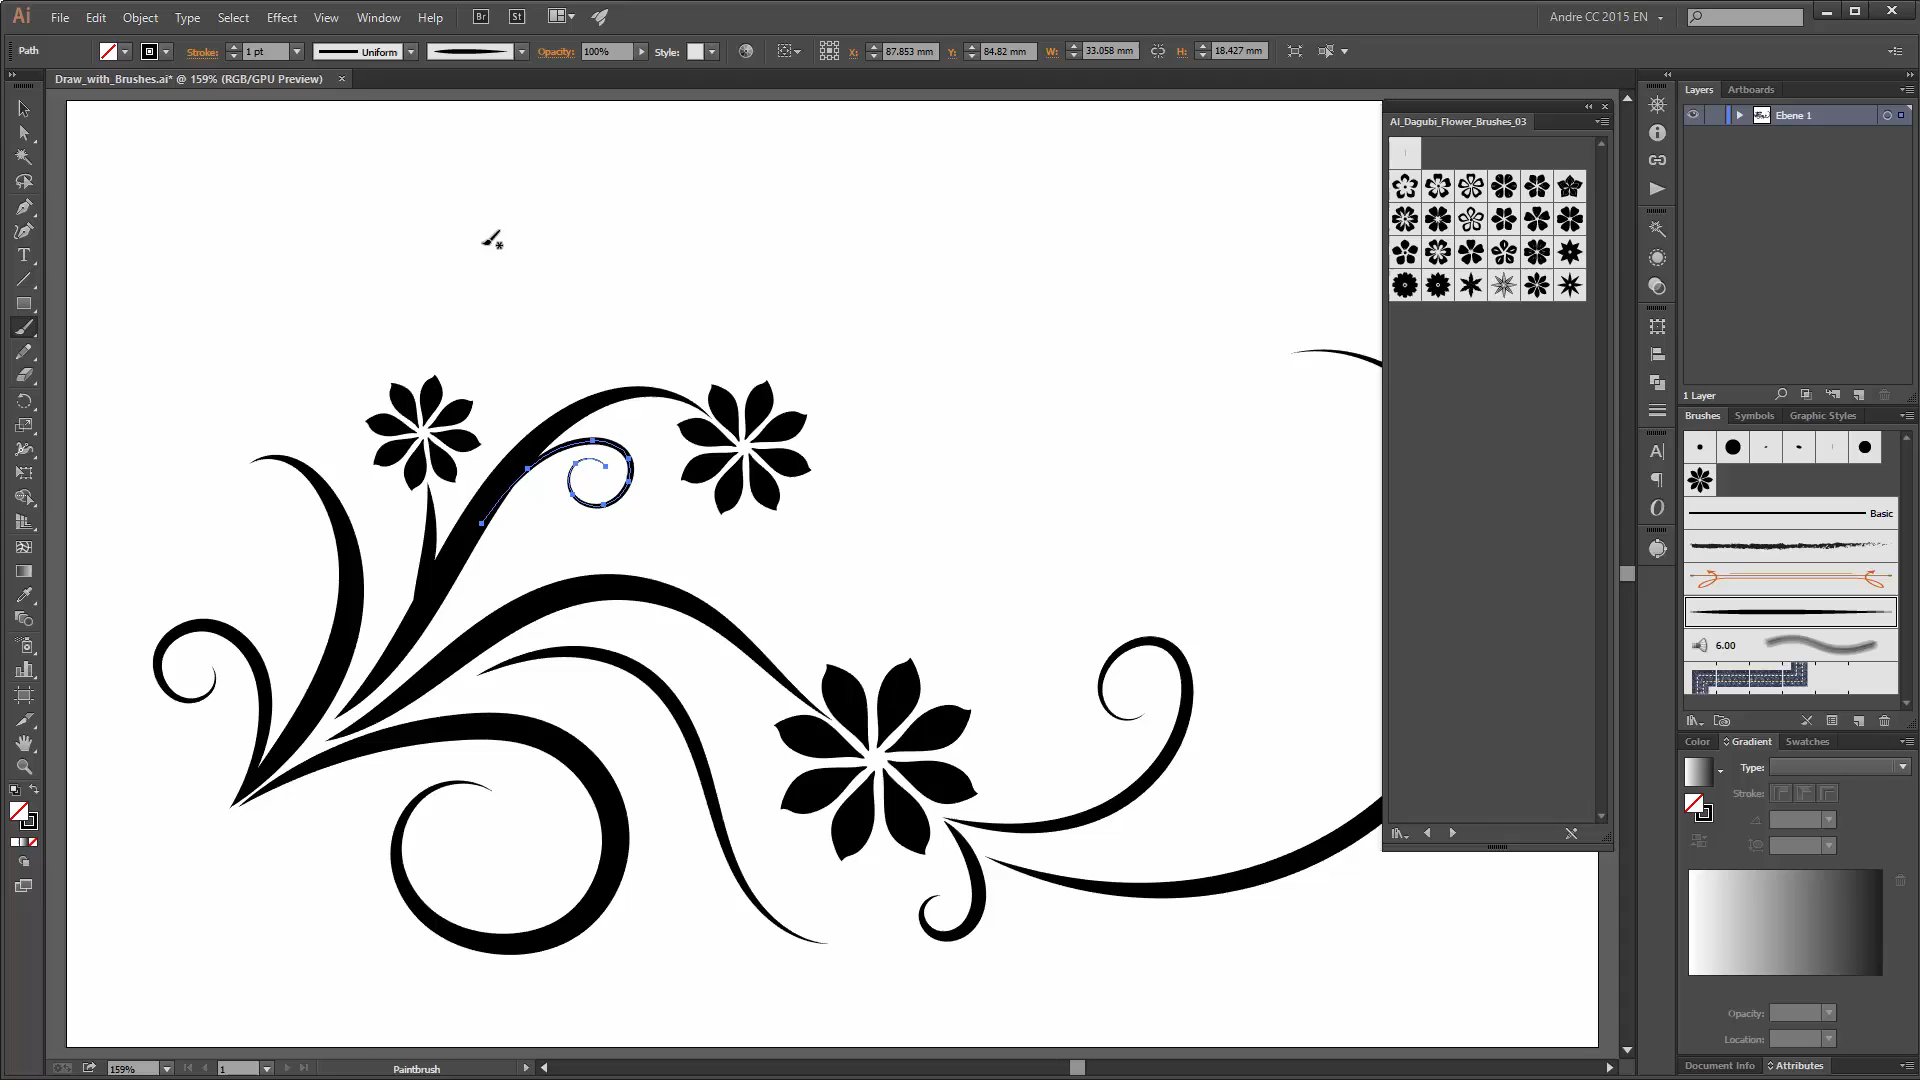 Ai File Edit Object Type Select Effect View Window Help Br St Andre CC 2015 EN
Path Stroke: 1 pt Uniform Opacity: 100% Style: X: 87.853 mm Y: 84.82 mm W: 33.058 mm H: 18.427 mm
Draw_with_Brushes.ai* @ 159% (RGB/GPU Preview)
Layers Artboards
Ebene 1
AI_Dagubi_Flower_Brushes_03
1 Layer
Brushes Symbols Graphic Styles
Basic
6.00
Color Gradient Swatches
Type:
Stroke:
Opacity:
Location:
159% 1 Paintbrush
Document Info Attributes